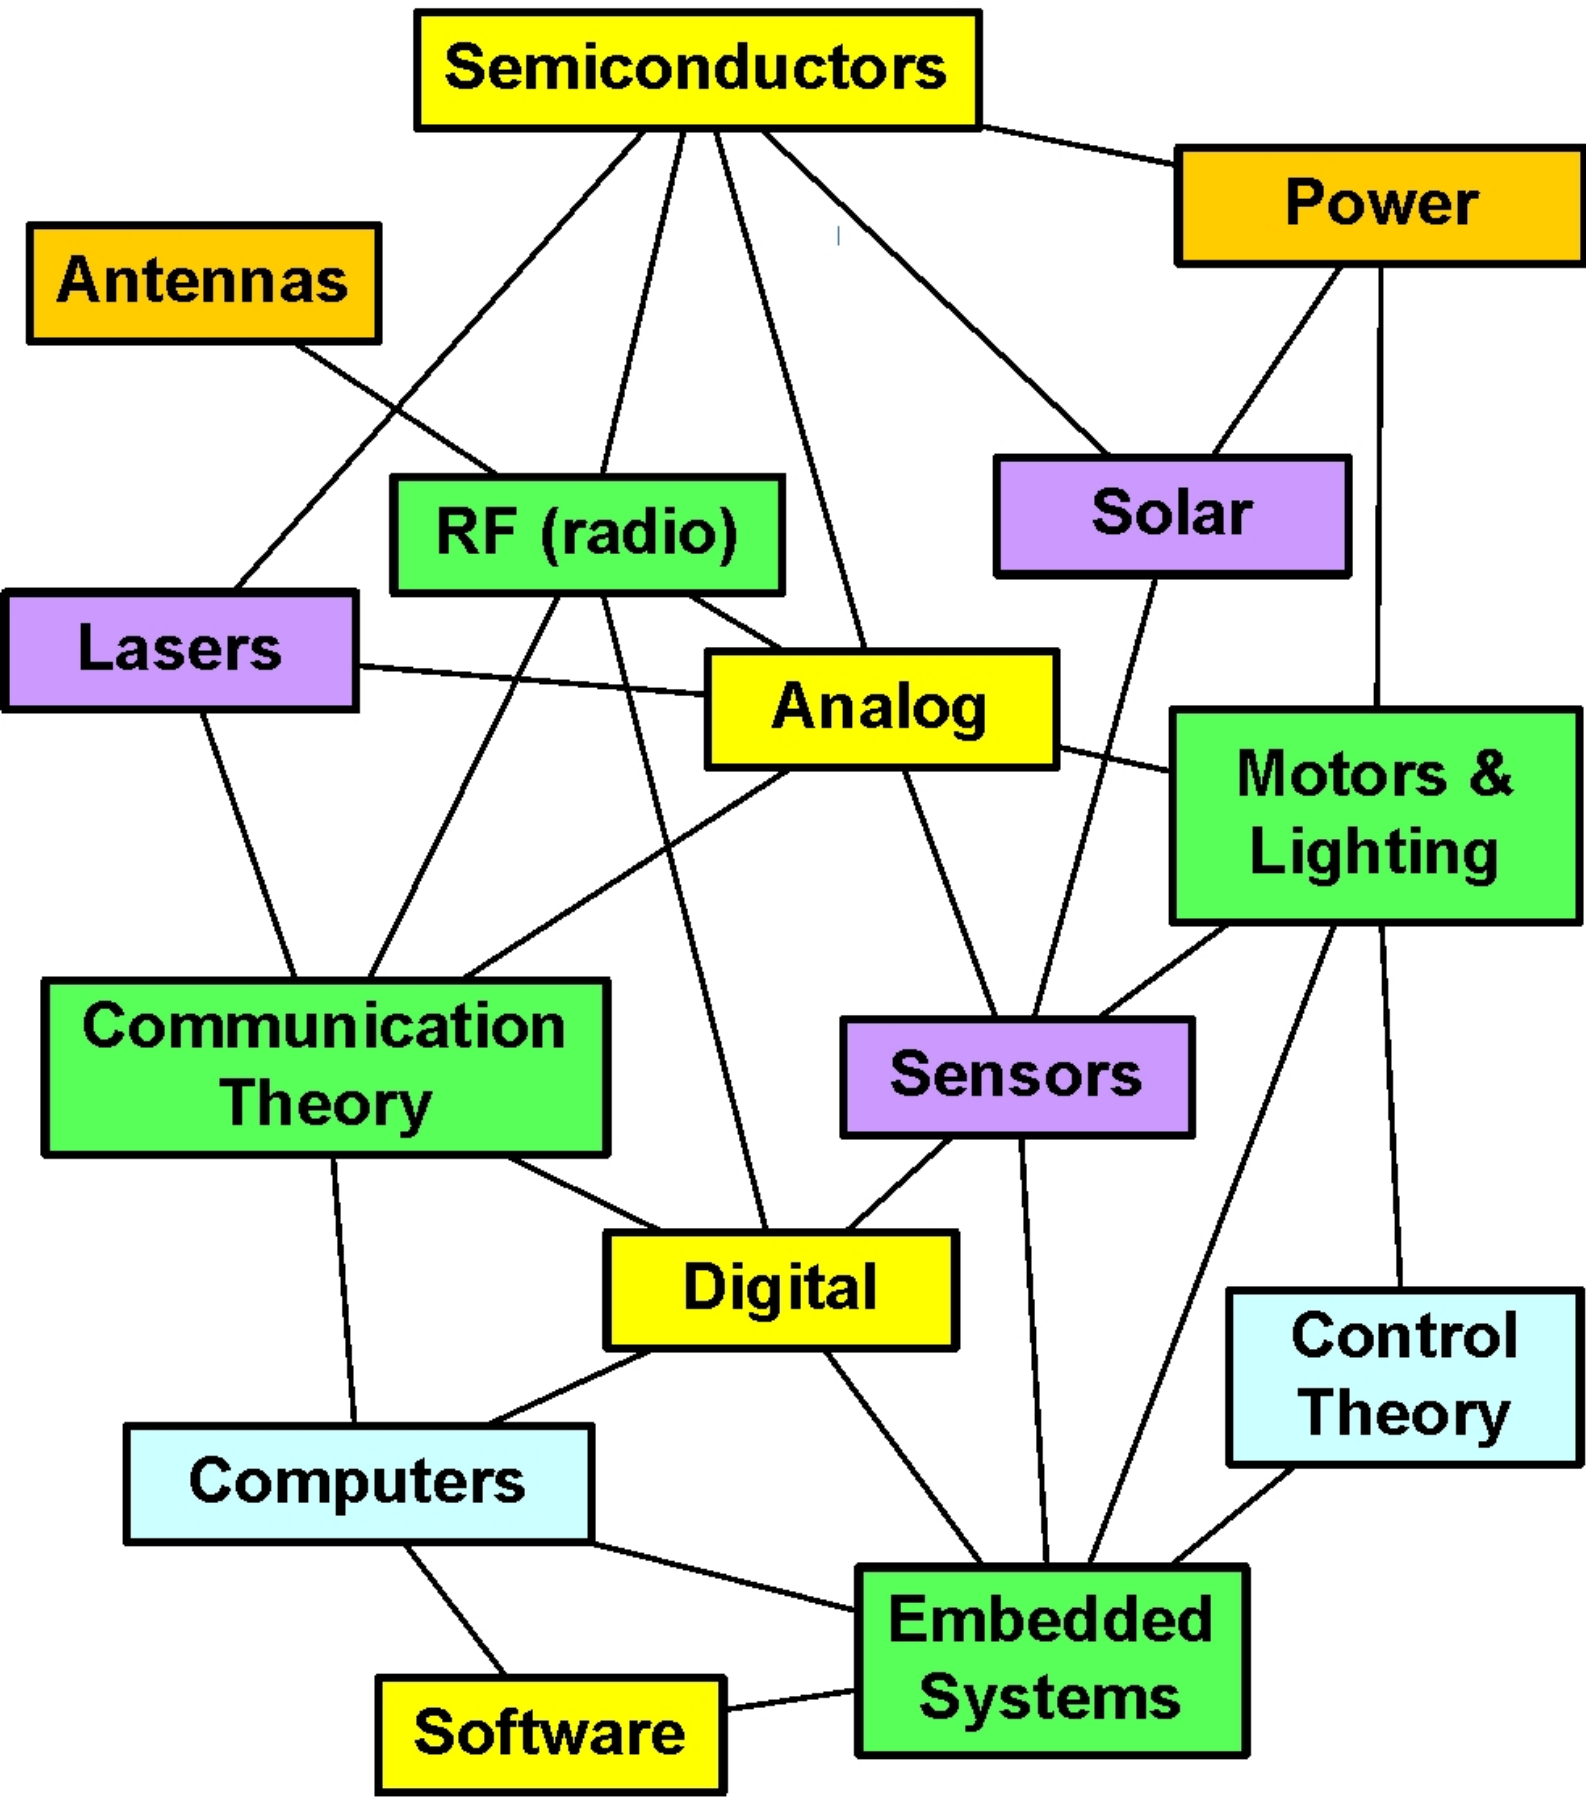 Semiconductors
Power
Antennas
RF (radio)
Solar
Lasers
Analog
Motors &
Lighting
Communication
Theory
Sensors
Digital
Control
Theory
Computers
Embedded
Systems
Software